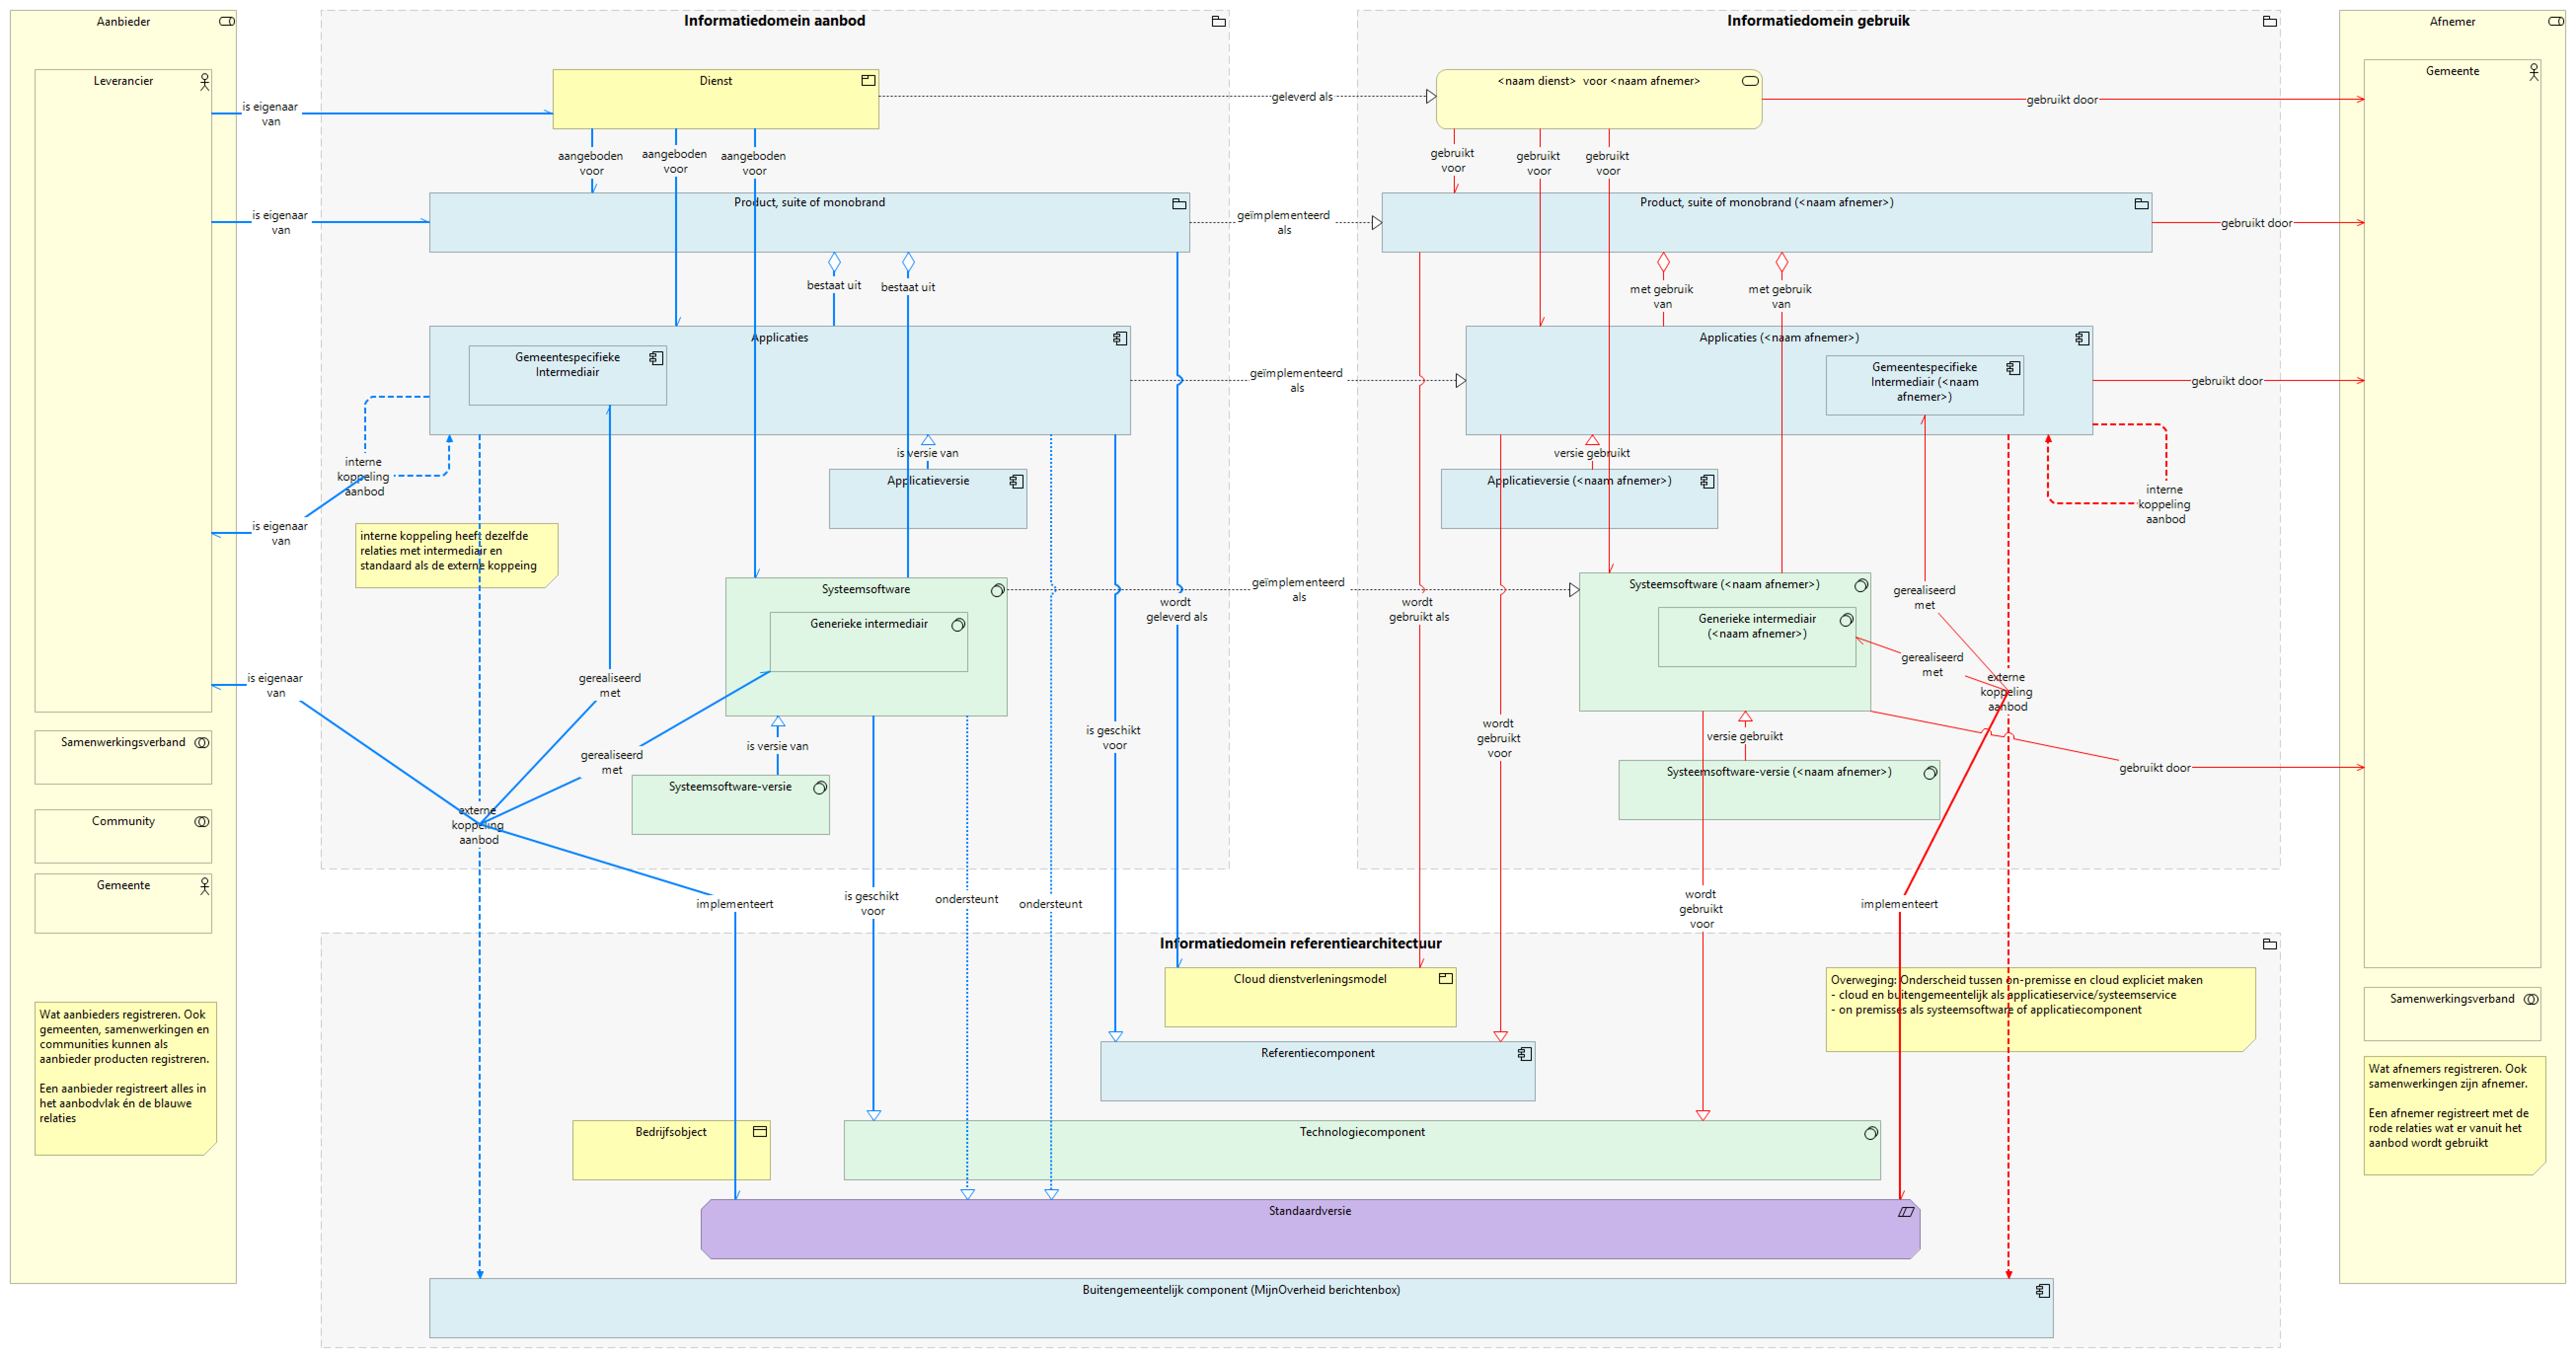 Aanbieder
Informatiedomein aanbod
Informatiedomein gebruik
Afnemer
Leverancier
Dienst
<naam dienst>  voor <naam afnemer>
Gemeente
is eigenaar
van
geleverd als
gebruikt door
aangeboden
voor
aangeboden
voor
aangeboden
voor
gebruikt
voor
gebruikt
voor
gebruikt
voor
Product, suite of monobrand
Product, suite of monobrand (<naam afnemer>)
is eigenaar
van
geïmplementeerd
als
gebruikt door
bestaat uit
bestaat uit
met gebruik
van
met gebruik
van
Applicaties
Applicaties (<naam afnemer>)
Gemeentespecifieke
Intermediair
Gemeentespecifieke
Intermediair (<naam
afnemer>)
geïmplementeerd
als
gebruikt door
interne
koppeling
aanbod
is versie van
versie gebruikt
Applicatieversie
Applicatieversie (<naam afnemer>)
interne
koppeling
aanbod
is eigenaar
van
interne koppeling heeft dezelfde
relaties met intermediair en
standaard als de externe koppeing
Systeemsoftware
geïmplementeerd
als
Systeemsoftware (<naam afnemer>)
gerealiseerd
met
wordt
geleverd als
wordt
gebruikt als
Generieke intermediair
Generieke intermediair
(<naam afnemer>)
gerealiseerd
met
is eigenaar
van
gerealiseerd
met
externe
koppeling
aanbod
is geschikt
voor
wordt
gebruikt
voor
Samenwerkingsverband
is versie van
versie gebruikt
gerealiseerd
met
gebruikt door
Systeemsoftware-versie
Systeemsoftware-versie (<naam afnemer>)
Community
externe
koppeling
aanbod
Gemeente
implementeert
is geschikt
voor
ondersteunt
ondersteunt
wordt
gebruikt
voor
implementeert
Informatiedomein referentiearchitectuur
Cloud dienstverleningsmodel
Overweging: Onderscheid tussen on-premisse en cloud expliciet maken
- cloud en buitengemeentelijk als applicatieservice/systeemservice
- on premises als systeemsoftware of applicatiecomponent
Samenwerkingsverband
Wat aanbieders registreren. Ook
gemeenten, samenwerkingen en
communities kunnen als
aanbieder producten registreren.
Een aanbieder registreert alles in
het aanbodvlak én de blauwe
relaties
Referentiecomponent
Wat afnemers registreren. Ook
samenwerkingen zijn afnemer.
Een afnemer registreert met de
rode relaties wat er vanuit het
aanbod wordt gebruikt
Bedrijfsobject
Technologiecomponent
Standaardversie
Buitengemeentelijk component (MijnOverheid berichtenbox)